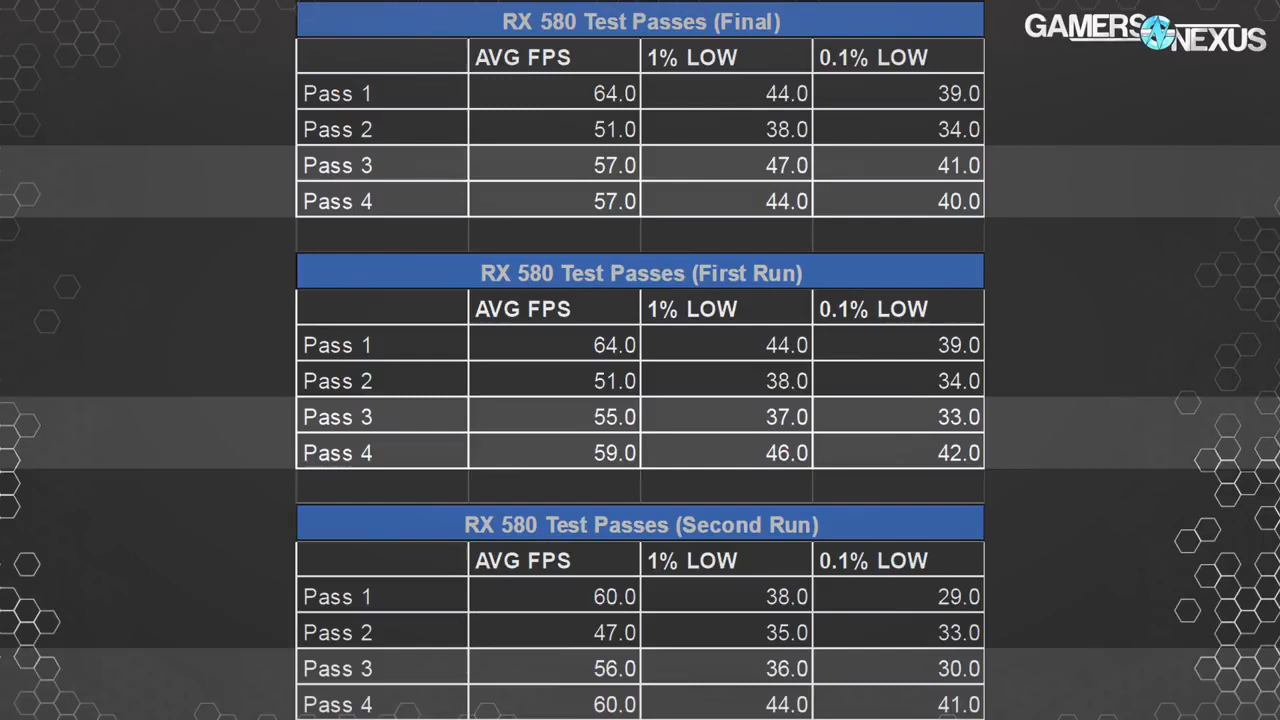 GAMERS NEXUS
RX 580 Test Passes (Final)
AVG FPS 1% LOW 0.1% LOW
Pass 1 64.0 44.0 39.0
Pass 2 51.0 38.0 34.0
Pass 3 57.0 47.0 41.0
Pass 4 57.0 44.0 40.0
RX 580 Test Passes (First Run)
AVG FPS 1% LOW 0.1% LOW
Pass 1 64.0 44.0 39.0
Pass 2 51.0 38.0 34.0
Pass 3 55.0 37.0 33.0
Pass 4 59.0 46.0 42.0
RX 580 Test Passes (Second Run)
AVG FPS 1% LOW 0.1% LOW
Pass 1 60.0 38.0 29.0
Pass 2 47.0 35.0 33.0
Pass 3 56.0 36.0 30.0
Pass 4 60.0 44.0 41.0